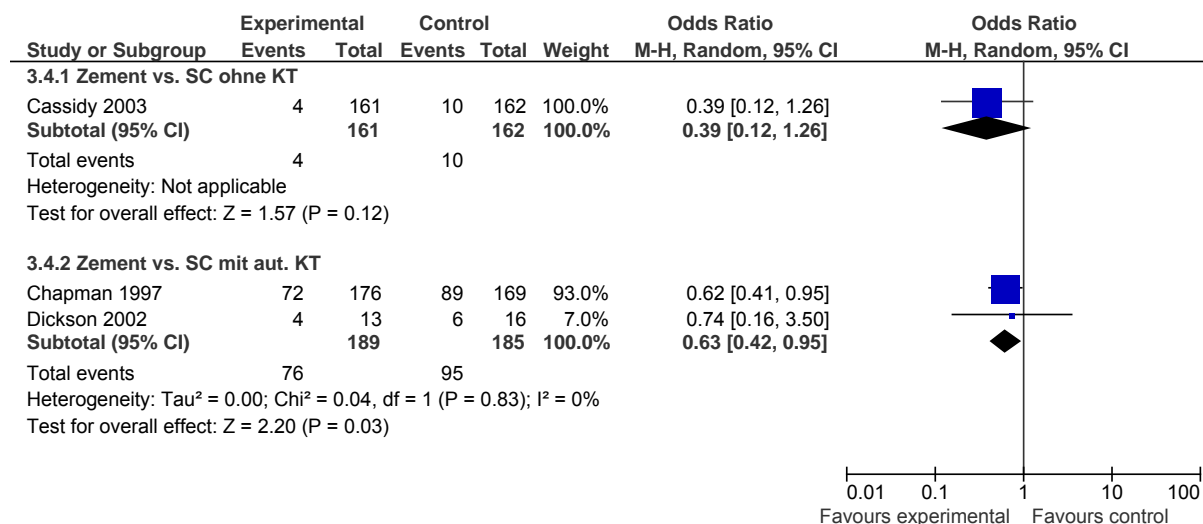 Experimental Control Odds Ratio Odds Ratio
Study or Subgroup Events Total Events Total Weight M-H, Random, 95% CI M-H, Random, 95% CI
3.4.1 Zement vs. SC ohne KT
Cassidy 2003 4 161 10 162 100.0% 0.39 [0.12, 1.26]
Subtotal (95% CI) 161 162 100.0% 0.39 [0.12, 1.26]
Total events 4 10
Heterogeneity: Not applicable
Test for overall effect: Z = 1.57 (P = 0.12)
3.4.2 Zement vs. SC mit aut. KT
Chapman 1997 72 176 89 169 93.0% 0.62 [0.41, 0.95]
Dickson 2002 4 13 6 16 7.0% 0.74 [0.16, 3.50]
Subtotal (95% CI) 189 185 100.0% 0.63 [0.42, 0.95]
Total events 76 95
Heterogeneity: Tau² = 0.00; Chi² = 0.04, df = 1 (P = 0.83); I² = 0%
Test for overall effect: Z = 2.20 (P = 0.03)
0.01 0.1 1 10 100
Favours experimental Favours control